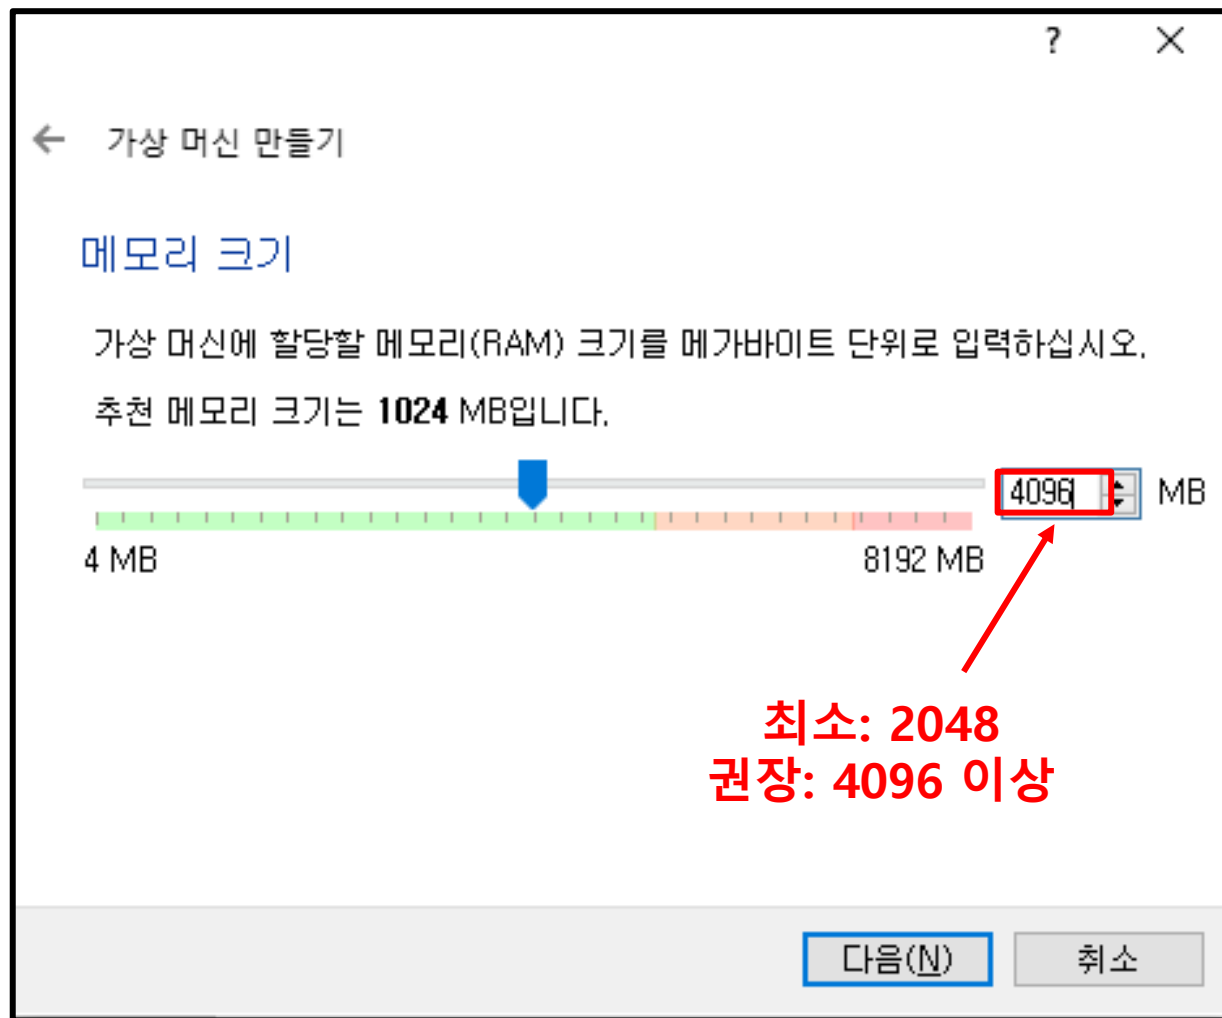 ?
가상 머신 만들기
메모리 크기
가상 머신에 할당할 메모리(RAM) 크기를 메가바이트 단위로 입력하십시오.
추천 메모리 크기는 1024 MB입니다.
4096 MB
4 MB 8192 MB
최소: 2048
권장: 4096 이상
다음(N) 취소